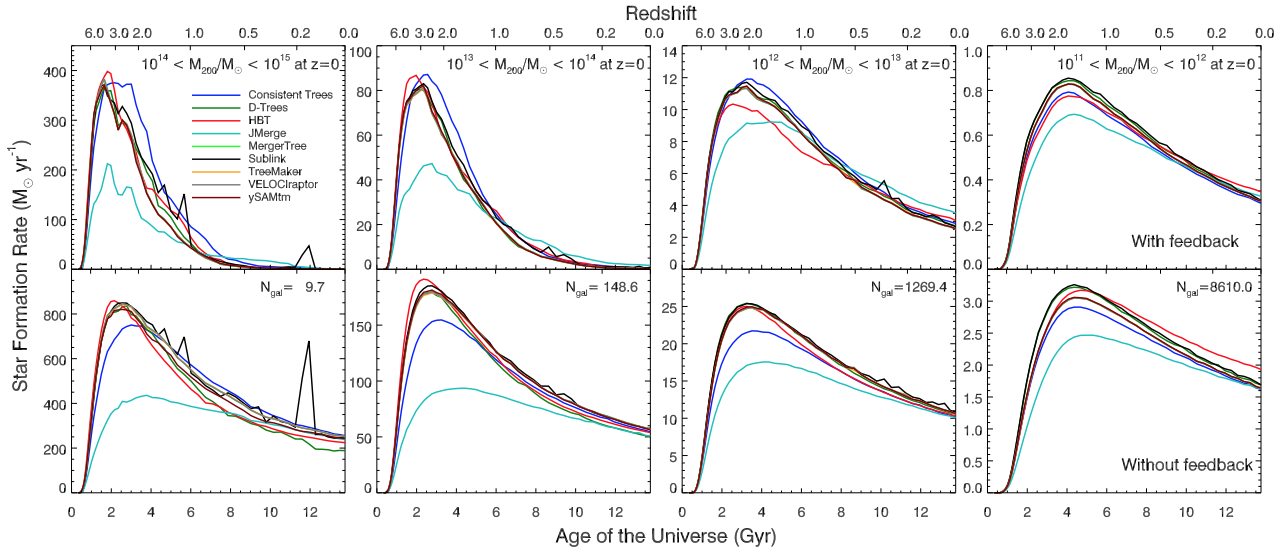 Redshift
6.0 3.0 2.0 1.0 0.5 0.2 0.0
6.0 3.0 2.0 1.0 0.5 0.2 0.0
6.0 3.0 2.0 1.0 0.5 0.2 0.0
6.0 3.0 2.0 1.0 0.5 0.2 0.0
Star Formation Rate (M☉ yr⁻¹)
400
300
200
100
0
10¹⁴ < M₂₀₀/M☉ < 10¹⁵ at z=0
Consistent Trees
D-Trees
HBT
JMerge
MergerTree
Sublink
TreeMaker
VELOCIraptor
ySAMtm
100
80
60
40
20
0
10¹³ < M₂₀₀/M☉ < 10¹⁴ at z=0
14
12
10
8
6
4
2
0
10¹² < M₂₀₀/M☉ < 10¹³ at z=0
1.0
0.8
0.6
0.4
0.2
0.0
10¹¹ < M₂₀₀/M☉ < 10¹² at z=0
With feedback
800
600
400
200
0
N_gal= 9.7
150
100
50
0
N_gal= 148.6
30
25
20
15
10
5
0
N_gal=1269.4
3.0
2.5
2.0
1.5
1.0
0.5
0.0
N_gal=8610.0
Without feedback
0 2 4 6 8 10 12
0 2 4 6 8 10 12
0 2 4 6 8 10 12
0 2 4 6 8 10 12
Age of the Universe (Gyr)